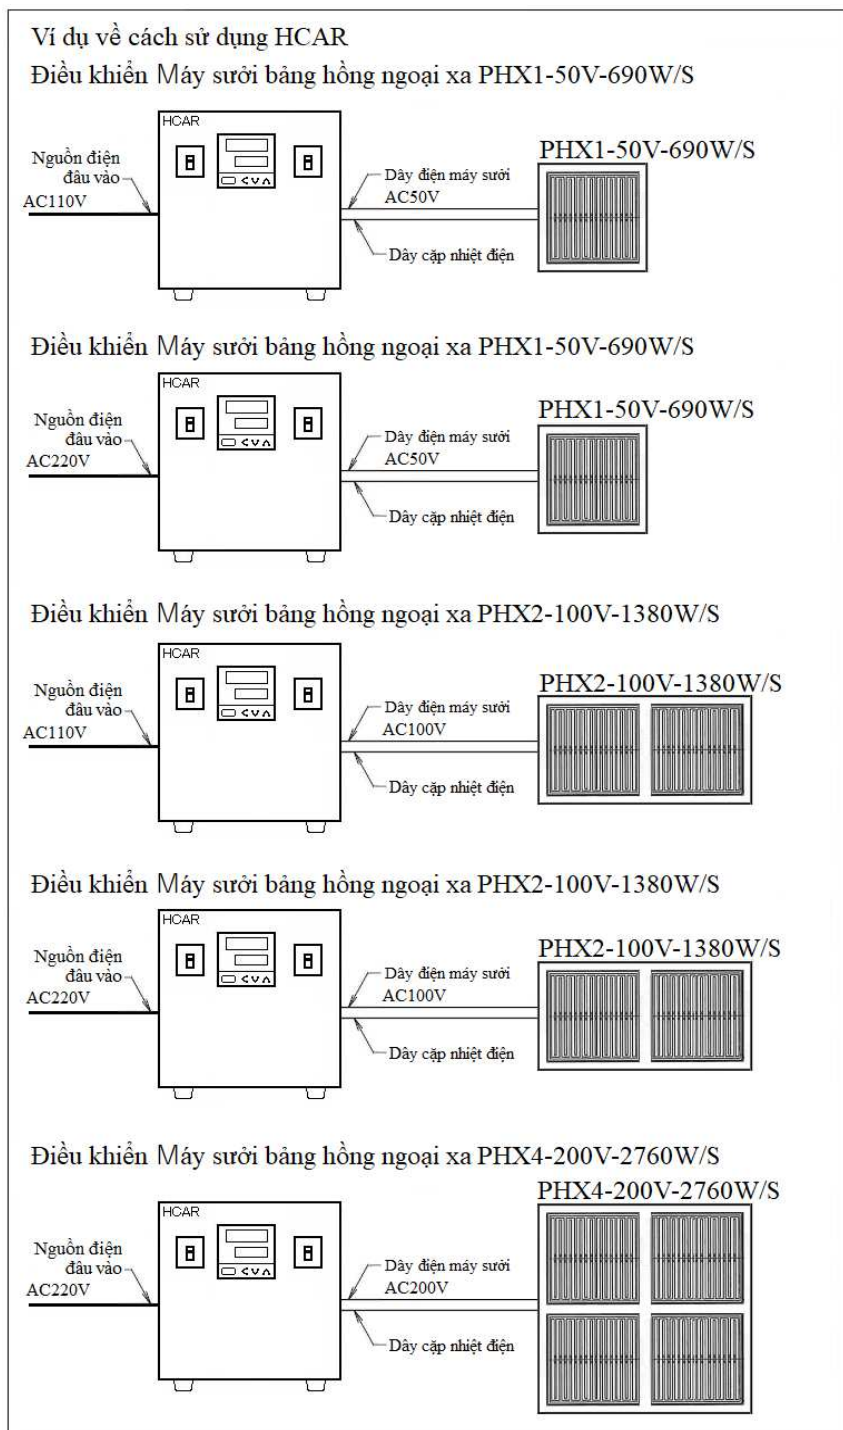 Ví dụ về cách sử dụng HCAR
Điều khiển Máy sưởi bảng hồng ngoại xa PHX1-50V-690W/S
HCAR
Nguồn điện
đâu vào
AC110V
Dây điện máy sưởi
AC50V
Dây cặp nhiệt điện
PHX1-50V-690W/S
Điều khiển Máy sưởi bảng hồng ngoại xa PHX1-50V-690W/S
HCAR
Nguồn điện
đâu vào
AC220V
Dây điện máy sưởi
AC50V
Dây cặp nhiệt điện
PHX1-50V-690W/S
Điều khiển Máy sưởi bảng hồng ngoại xa PHX2-100V-1380W/S
HCAR
Nguồn điện
đâu vào
AC110V
Dây điện máy sưởi
AC100V
Dây cặp nhiệt điện
PHX2-100V-1380W/S
Điều khiển Máy sưởi bảng hồng ngoại xa PHX2-100V-1380W/S
HCAR
Nguồn điện
đâu vào
AC220V
Dây điện máy sưởi
AC100V
Dây cặp nhiệt điện
PHX2-100V-1380W/S
Điều khiển Máy sưởi bảng hồng ngoại xa PHX4-200V-2760W/S
PHX4-200V-2760W/S
HCAR
Nguồn điện
đâu vào
AC220V
Dây điện máy sưởi
AC200V
Dây cặp nhiệt điện